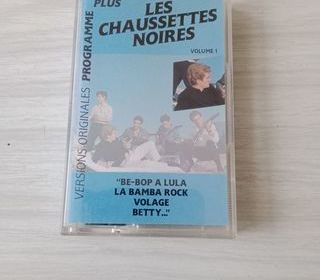 PLUS
VERSIONS ORIGINALES PROGRAMME
LES
CHAUSSETTES
NOIRES
VOLUME 1
"BE-BOP A LULA
LA BAMBA ROCK
VOLAGE
BETTY..."